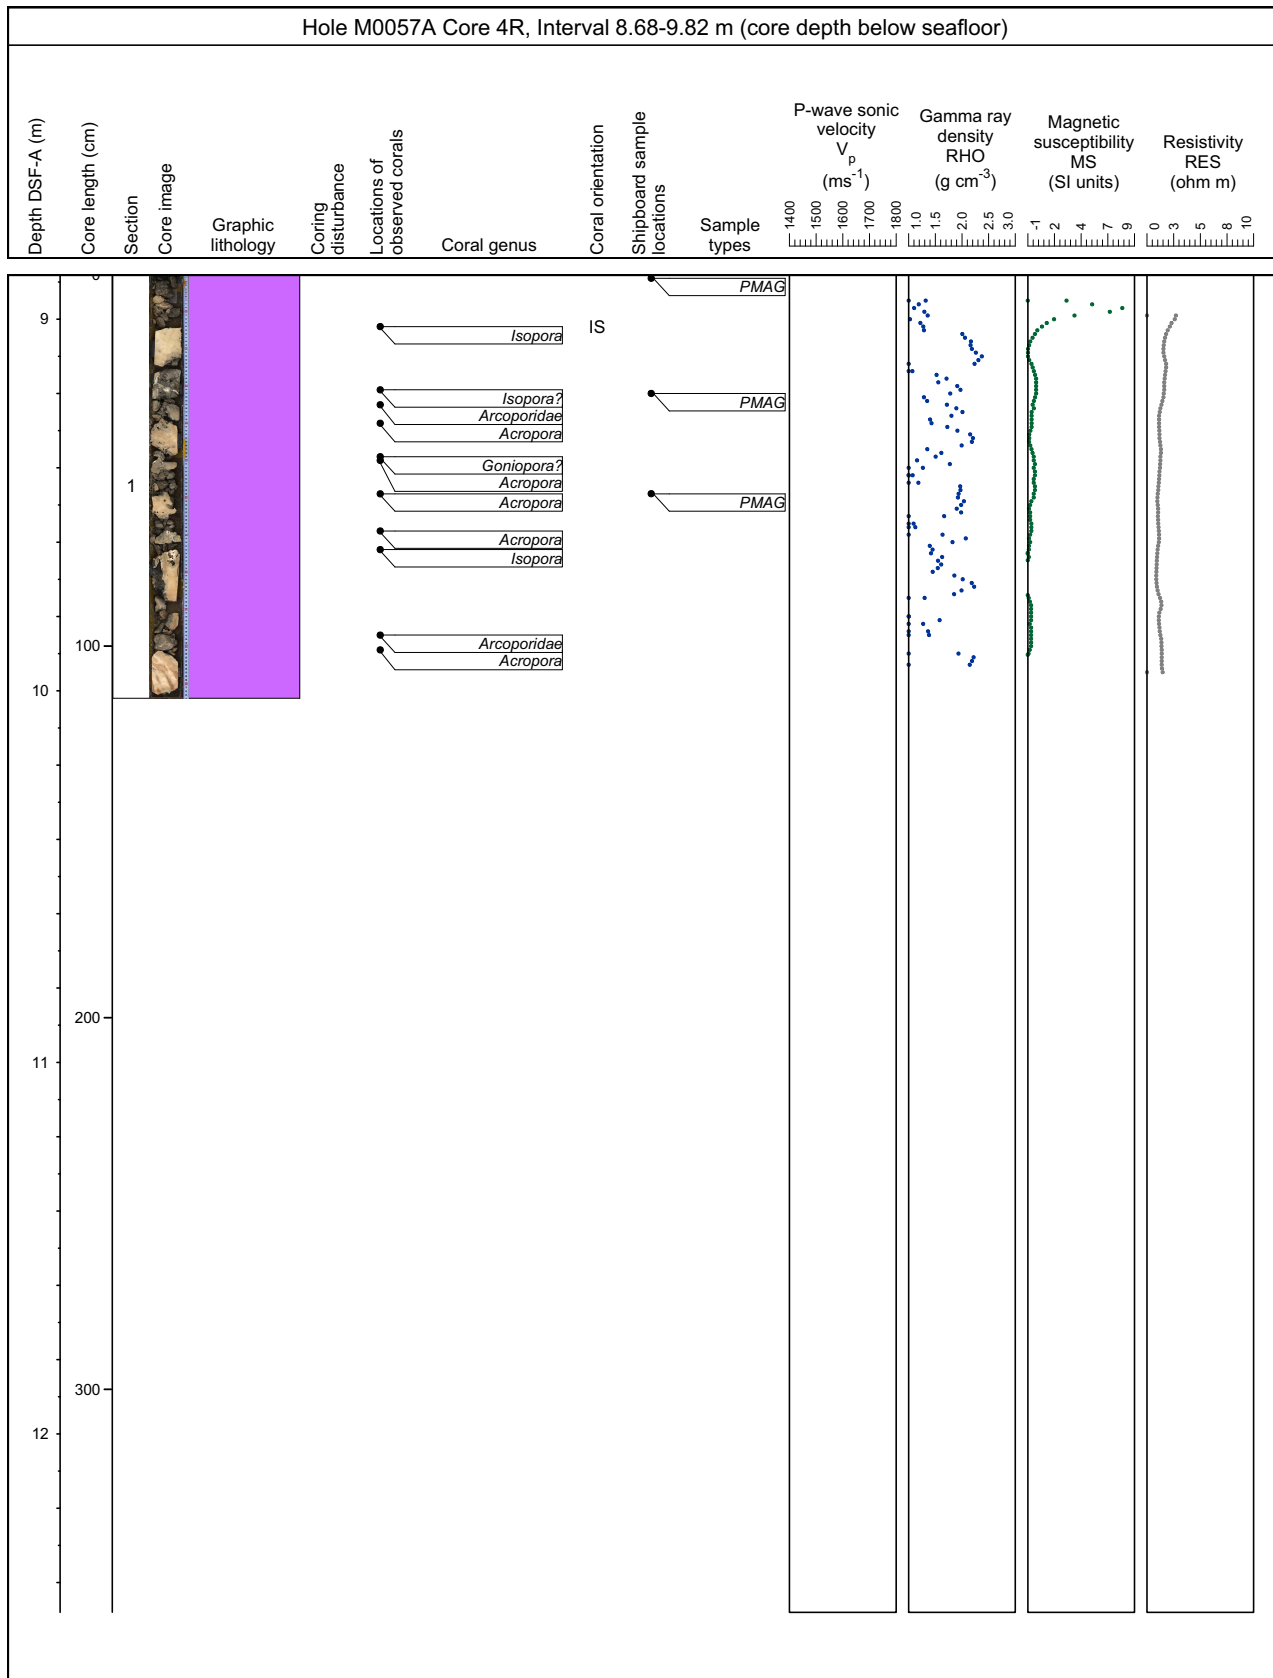 Hole M0057A Core 4R, Interval 8.68-9.82 m (core depth below seafloor)
Depth DSF-A (m)
Core length (cm)
Section
Core image
Graphic
lithology
Coring
disturbance
Locations of
observed corals
Coral genus
Coral orientation
Shipboard sample
locations
Sample
types
P-wave sonic
velocity
Vp
(ms-1)
1400 1500 1600 1700 1800
Gamma ray
density
RHO
(g cm-3)
1.0 1.5 2.0 2.5 3.0
Magnetic
susceptibility
MS
(SI units)
-1 2 4 7 9
Resistivity
RES
(ohm m)
0 3 5 8 10
0
PMAG
9
Isopora
IS
Isopora?
PMAG
Arcoporidae
Acropora
Goniopora?
1
Acropora
Acropora
PMAG
Acropora
Isopora
100
Arcoporidae
Acropora
10
200
11
300
12